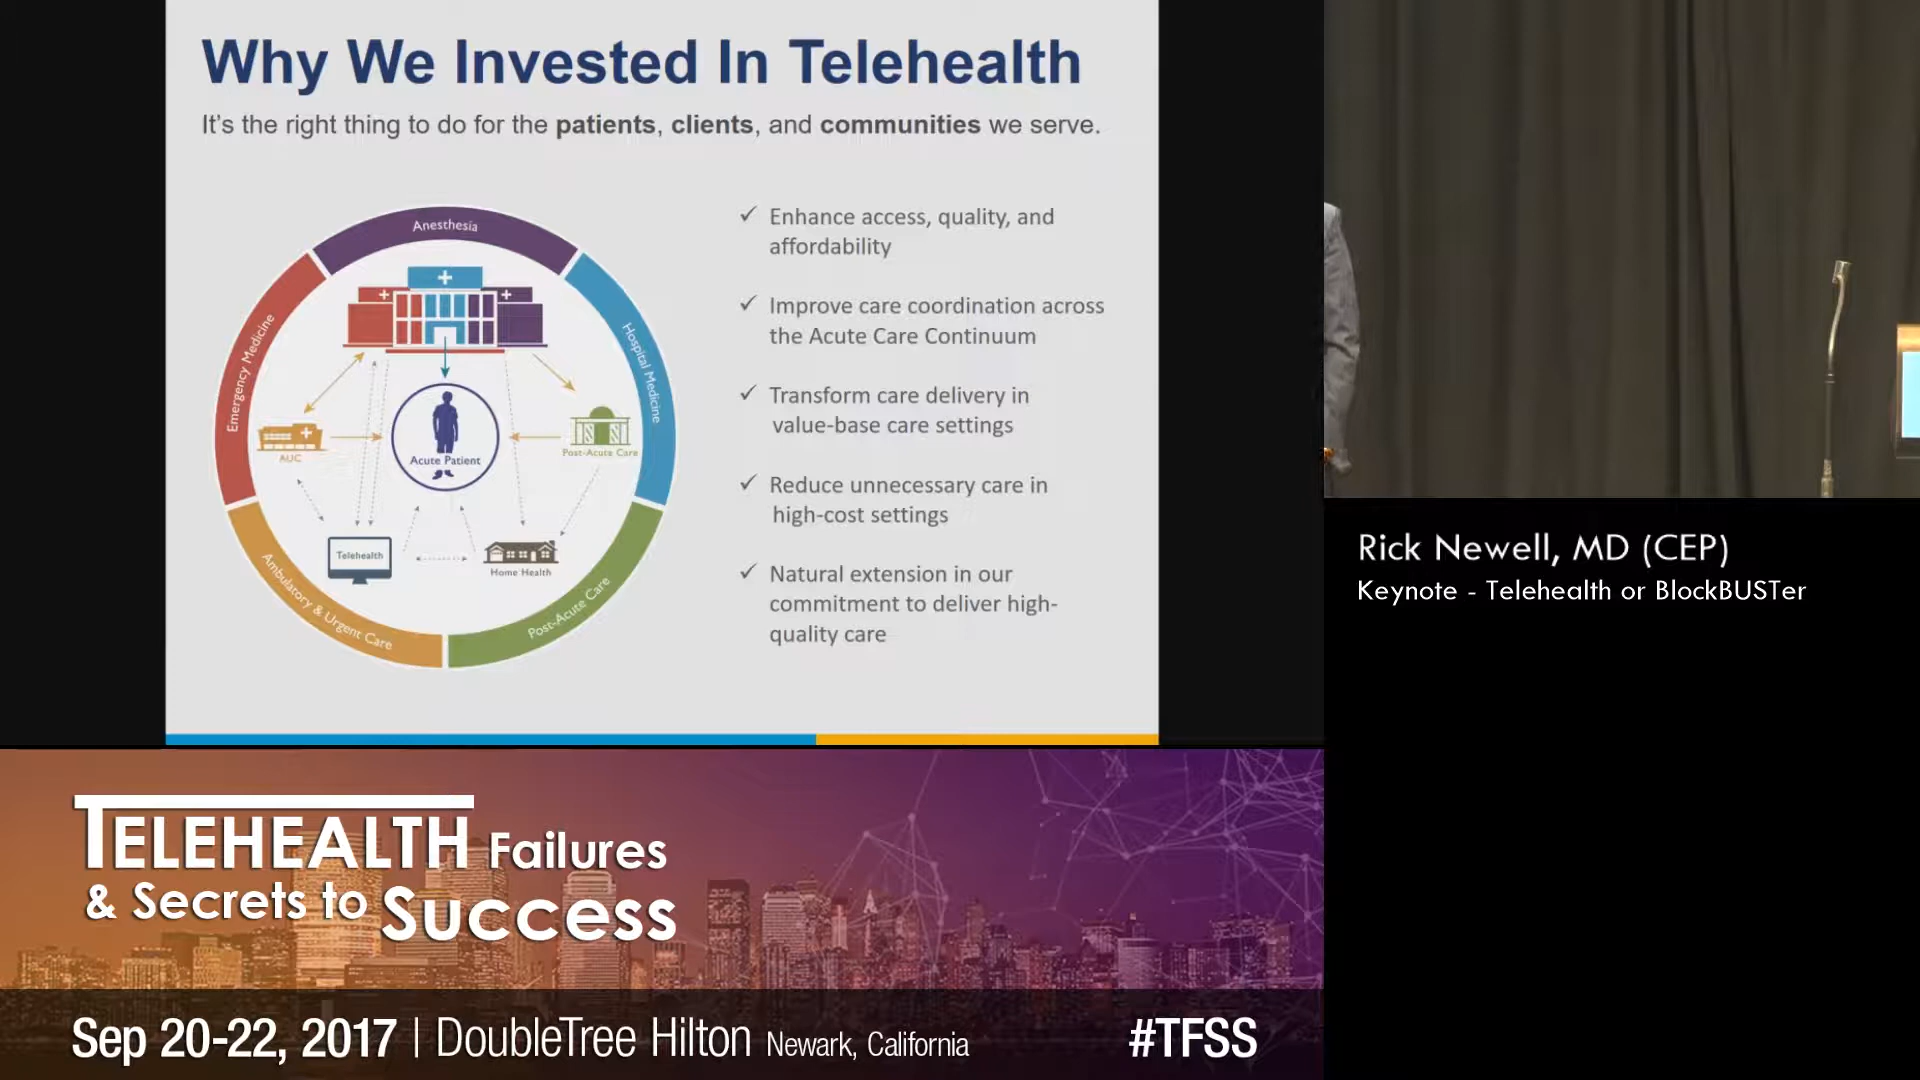 Why We Invested In Telehealth
It's the right thing to do for the patients, clients, and communities we serve.
Anesthesia
Emergency Medicine
Hospital Medicine
AUC
Acute Patient
Post-Acute Care
Telehealth
Home Health
Ambulatory & Urgent Care
Post-Acute Care
Enhance access, quality, and
affordability
Improve care coordination across
the Acute Care Continuum
Transform care delivery in
value-base care settings
Reduce unnecessary care in
high-cost settings
Natural extension in our
commitment to deliver high-
quality care
Rick Newell, MD (CEP)
Keynote - Telehealth or BlockBUSTer
TELEHEALTH Failures
& Secrets to Success
Sep 20-22, 2017 | DoubleTree Hilton Newark, California
#TFSS